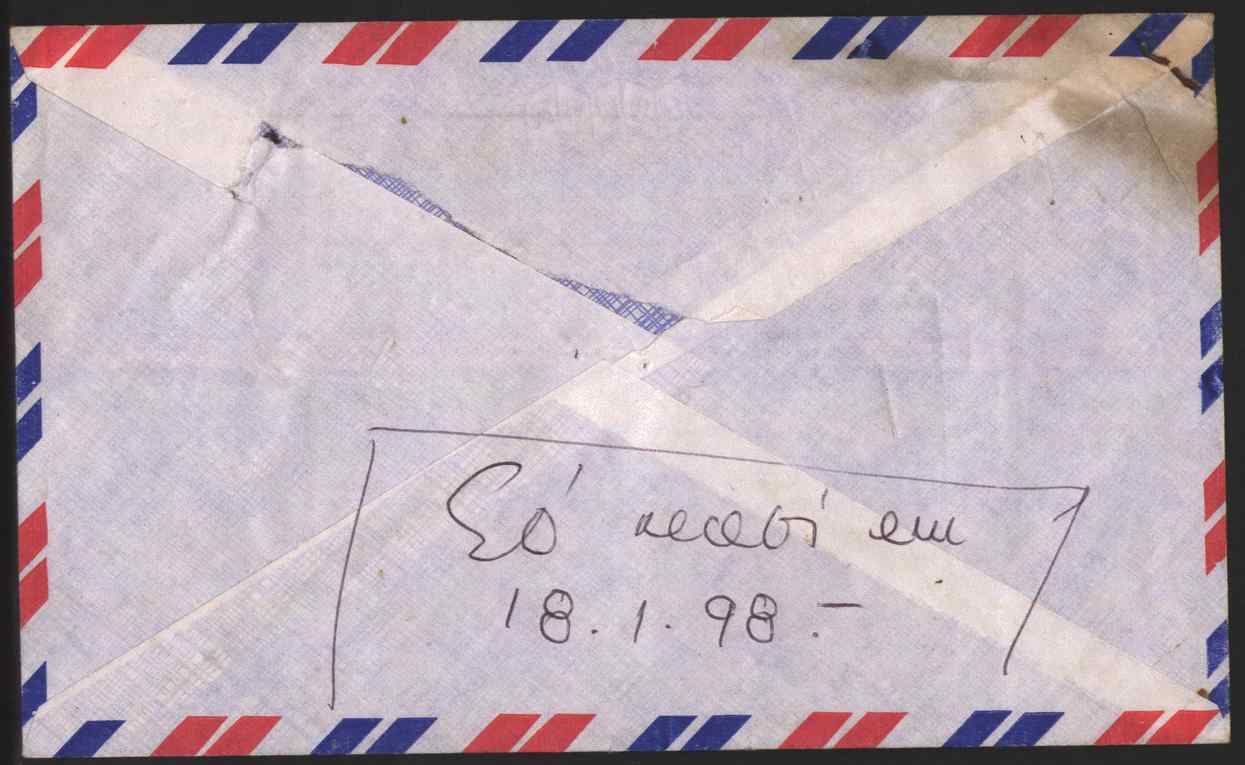 Só recebi em
18.1.98.-